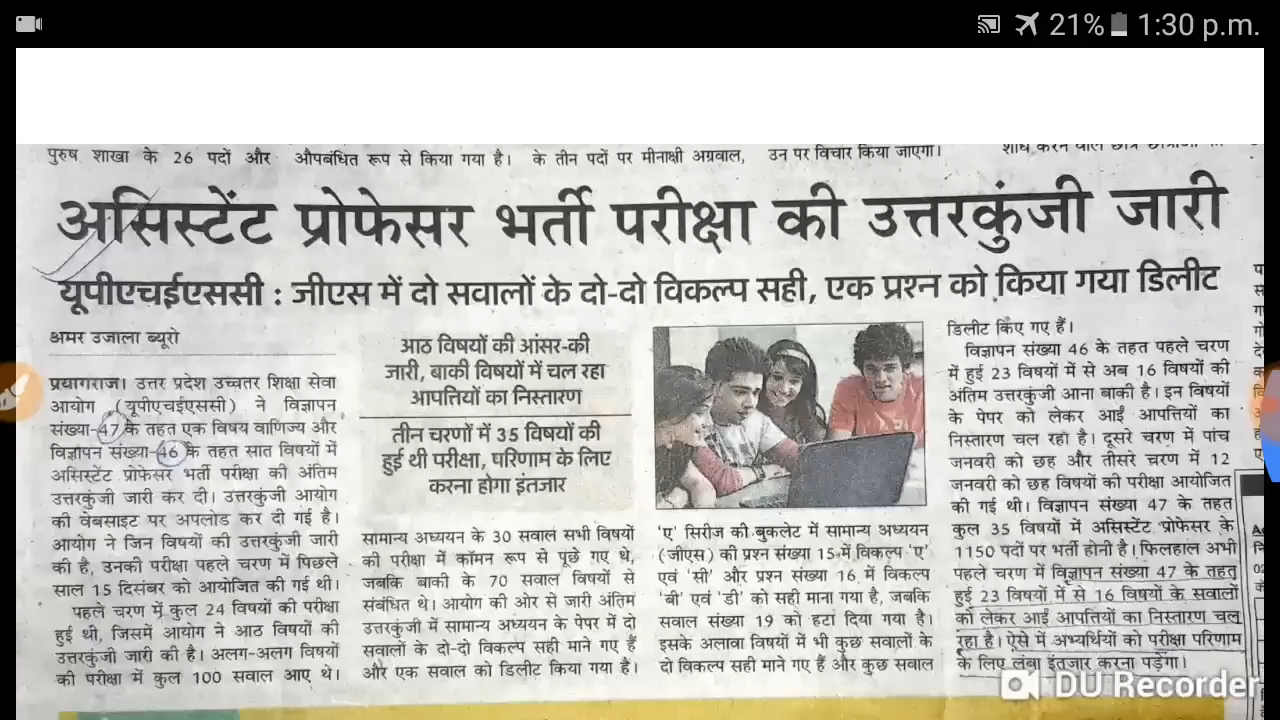 21% 1:30 p.m.
पुरुष शाखा के 26 पदों और
औपबंधित रूप से किया गया है।
के तीन पदों पर मीनाक्षी अग्रवाल,
उन पर विचार किया जाएगा।
असिस्टेंट प्रोफेसर भर्ती परीक्षा की उत्तरकुंजी जारी
यूपीएचईएससी : जीएस में दो सवालों के दो-दो विकल्प सही, एक प्रश्न को किया गया डिलीट
अमर उजाला ब्यूरो
प्रयागराज। उत्तर प्रदेश उच्चतर शिक्षा सेवा
आयोग (यूपीएचईएससी) ने विज्ञापन
संख्या-47 के तहत एक विषय वाणिज्य और
विज्ञापन संख्या-46 के तहत सात विषयों में
असिस्टेंट प्रोफेसर भर्ती परीक्षा की अंतिम
उत्तरकुंजी जारी कर दी। उत्तरकुंजी आयोग
की वेबसाइट पर अपलोड कर दी गई है।
आयोग ने जिन विषयों की उत्तरकुंजी जारी
की है, उनकी परीक्षा पहले चरण में पिछले
साल 15 दिसंबर को आयोजित की गई थी।
पहले चरण में कुल 24 विषयों की परीक्षा
हुई थी, जिसमें आयोग ने आठ विषयों की
उत्तरकुंजी जारी की है। अलग-अलग विषयों
की परीक्षा में कुल 100 सवाल आए थे।
आठ विषयों की आंसर-की
जारी, बाकी विषयों में चल रहा
आपत्तियों का निस्तारण
तीन चरणों में 35 विषयों की
हुई थी परीक्षा, परिणाम के लिए
करना होगा इंतजार
सामान्य अध्ययन के 30 सवाल सभी विषयों
की परीक्षा में कॉमन रूप से पूछे गए थे,
जबकि बाकी के 70 सवाल विषयों से
संबंधित थे। आयोग की ओर से जारी अंतिम
उत्तरकुंजी में सामान्य अध्ययन के पेपर में दो
सवालों के दो-दो विकल्प सही माने गए हैं
और एक सवाल को डिलीट किया गया है।
'ए' सिरीज की बुकलेट में सामान्य अध्ययन
(जीएस) की प्रश्न संख्या 15 में विकल्प 'ए'
एवं 'सी' और प्रश्न संख्या 16 में विकल्प
'बी' एवं 'डी' को सही माना गया है, जबकि
सवाल संख्या 19 को हटा दिया गया है।
इसके अलावा विषयों में भी कुछ सवालों के
दो विकल्प सही माने गए हैं और कुछ सवाल
डिलीट किए गए हैं।
विज्ञापन संख्या 46 के तहत पहले चरण
में हुई 23 विषयों में से अब 16 विषयों की
अंतिम उत्तरकुंजी आना बाकी है। इन विषयों
के पेपर को लेकर आईं आपत्तियों का
निस्तारण चल रहा है। दूसरे चरण में पांच
जनवरी को छह और तीसरे चरण में 12
जनवरी को छह विषयों की परीक्षा आयोजित
की गई थी। विज्ञापन संख्या 47 के तहत
कुल 35 विषयों में असिस्टेंट प्रोफेसर के
1150 पदों पर भर्ती होनी है। फिलहाल अभी
पहले चरण में विज्ञापन संख्या 47 के तहत
हुई 23 विषयों में से 16 विषयों के सवालों
को लेकर आईं आपत्तियों का निस्तारण चल
रहा है। ऐसे में अभ्यर्थियों को परीक्षा परिणाम
के लिए लंबा इंतजार करना पड़ेगा।
DU Recorder